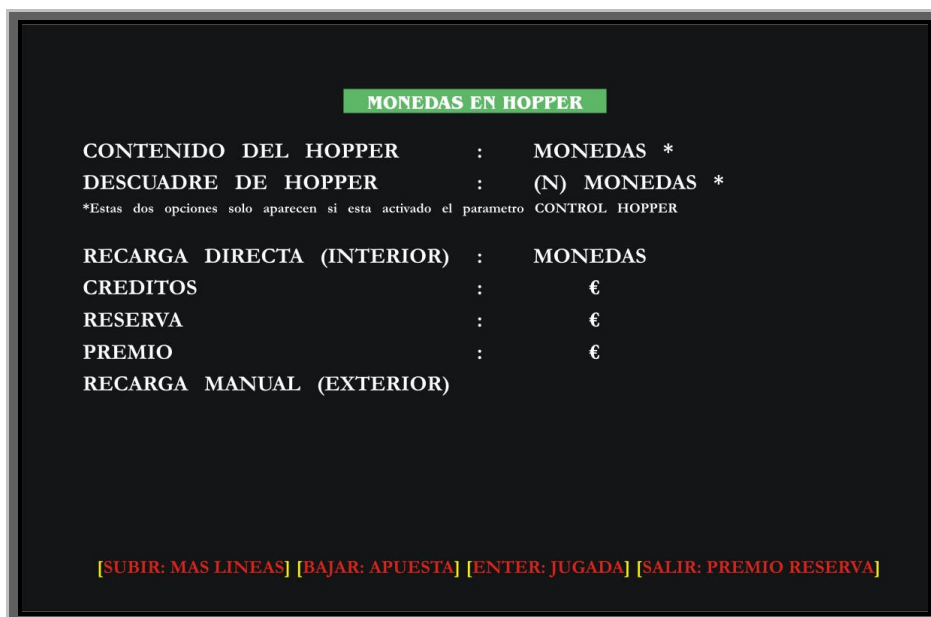 MONEDAS EN HOPPER
CONTENIDO DEL HOPPER : MONEDAS *
DESCUADRE DE HOPPER : (N) MONEDAS *
*Estas dos opciones solo aparecen si esta activado el parametro CONTROL HOPPER
RECARGA DIRECTA (INTERIOR) : MONEDAS
CREDITOS : €
RESERVA : €
PREMIO : €
RECARGA MANUAL (EXTERIOR)
[SUBIR: MAS LINEAS] [BAJAR: APUESTA] [ENTER: JUGADA] [SALIR: PREMIO RESERVA]